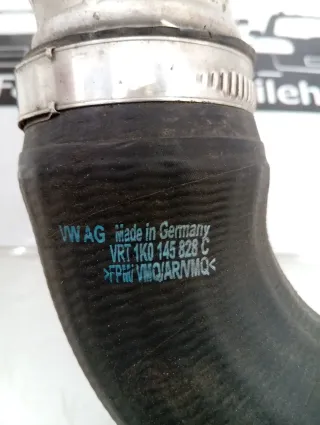 VW AG Made in Germany
VRT 1K0 145 828 C
>FPM/VMQ/AR/VMQ<